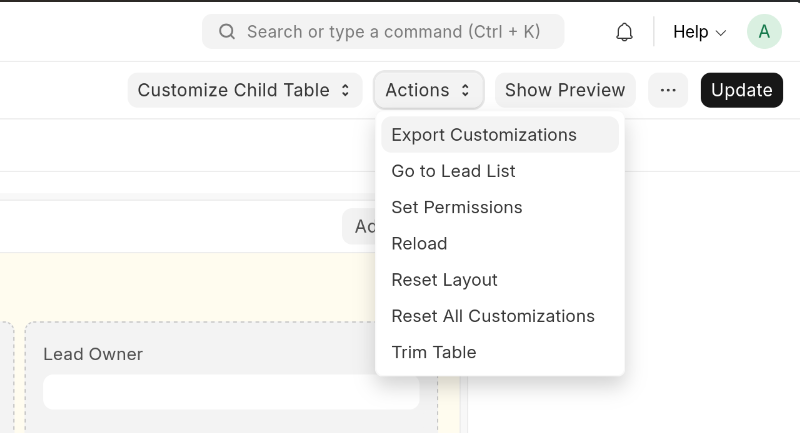 Search or type a command (Ctrl + K)
Help
A
Customize Child Table
Actions
Show Preview
...
Update
Export Customizations
Go to Lead List
Set Permissions
Reload
Reset Layout
Reset All Customizations
Trim Table
Lead Owner